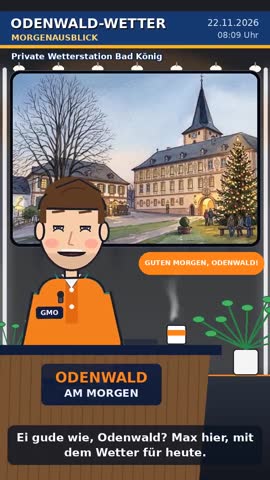 ODENWALD-WETTER
22.11.2026
MORGENAUSBLICK
08:09 Uhr
Private Wetterstation Bad König
GUTEN MORGEN, ODENWALD!
GMO
ODENWALD
AM MORGEN
Ei gude wie, Odenwald? Max hier, mit
dem Wetter für heute.